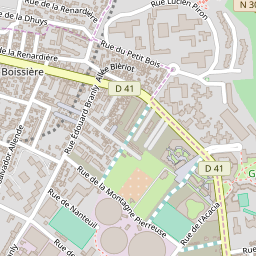 Rue Lucien Piron
N 30
Rue de la Renardière
de la Dhuys
Rue du Petit Bois
Rue de la Renardière
Allée Blériot
Boissière
D 41
Rue Édouard Branly
Salvador Allende
D 41
Rue de la Montagne Pierreuse
Rue de Nanteuil
Rue de l'Acacia
Branly
G